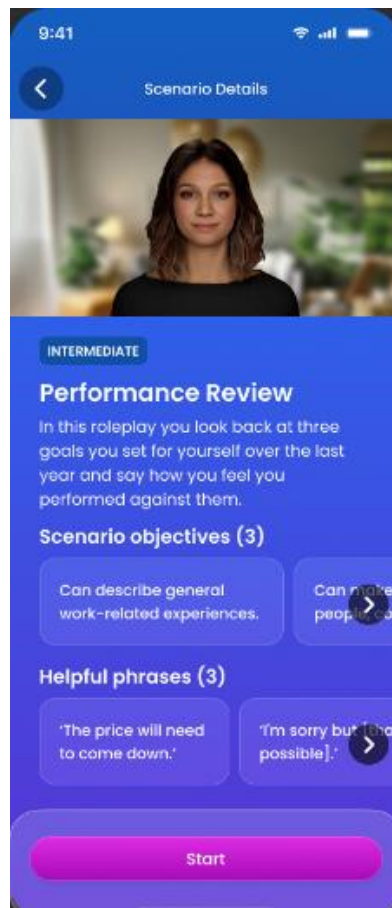 9:41
Scenario Details
INTERMEDIATE
Performance Review
In this roleplay you look back at three
goals you set for yourself over the last
year and say how you feel you
performed against them.
Scenario objectives (3)
Can describe general
work-related experiences.
Can make
Helpful phrases (3)
'The price will need
to come down.'
'I'm sorry but
possible].'
Start